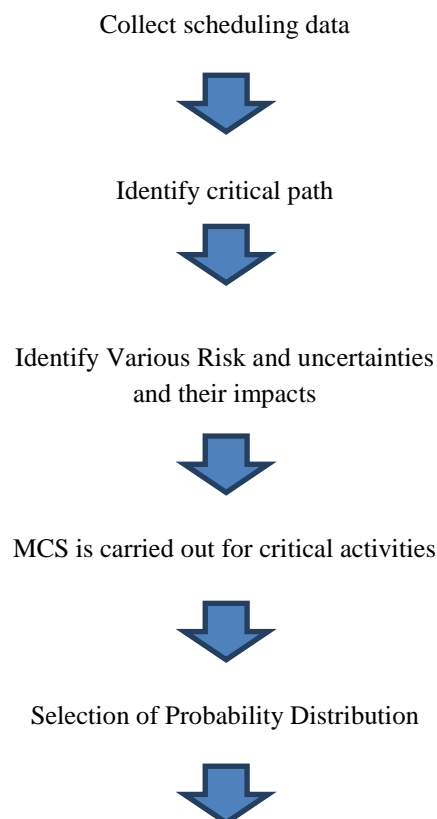 Collect scheduling data
Identify critical path
Identify Various Risk and uncertainties
and their impacts
MCS is carried out for critical activities
Selection of Probability Distribution